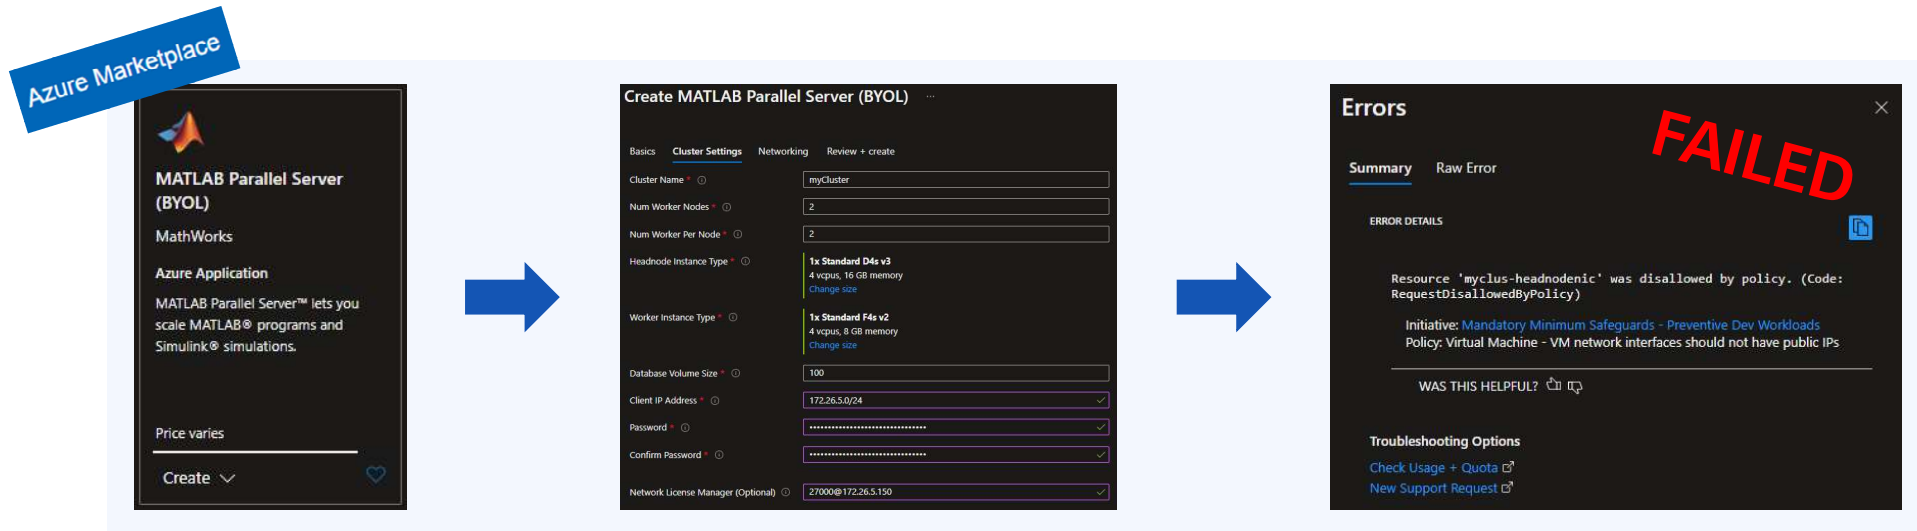 Azure Marketplace
MATLAB Parallel Server
(BYOL)
MathWorks
Azure Application
MATLAB Parallel Server™ lets you
scale MATLAB® programs and
Simulink® simulations.
Price varies
Create
Create MATLAB Parallel Server (BYOL) ...
Basics Cluster Settings Networking Review + create
Cluster Name * myCluster
Num Worker Nodes * 2
Num Worker Per Node * 2
Headnode Instance Type * 1x Standard D4s v3
4 vcpus, 16 GB memory
Change size
Worker Instance Type * 1x Standard F4s v2
4 vcpus, 8 GB memory
Change size
Database Volume Size * 100
Client IP Address * 172.26.5.0/24
Password * ••••••••••••••••••••••••••••••••
Confirm Password * ••••••••••••••••••••••••••••••••
Network License Manager (Optional) 27000@172.26.5.150
Errors
FAILED
Summary Raw Error
ERROR DETAILS
Resource 'myclus-headnodenic' was disallowed by policy. (Code:
RequestDisallowedByPolicy)
Initiative: Mandatory Minimum Safeguards - Preventive Dev Workloads
Policy: Virtual Machine - VM network interfaces should not have public IPs
WAS THIS HELPFUL?
Troubleshooting Options
Check Usage + Quota
New Support Request